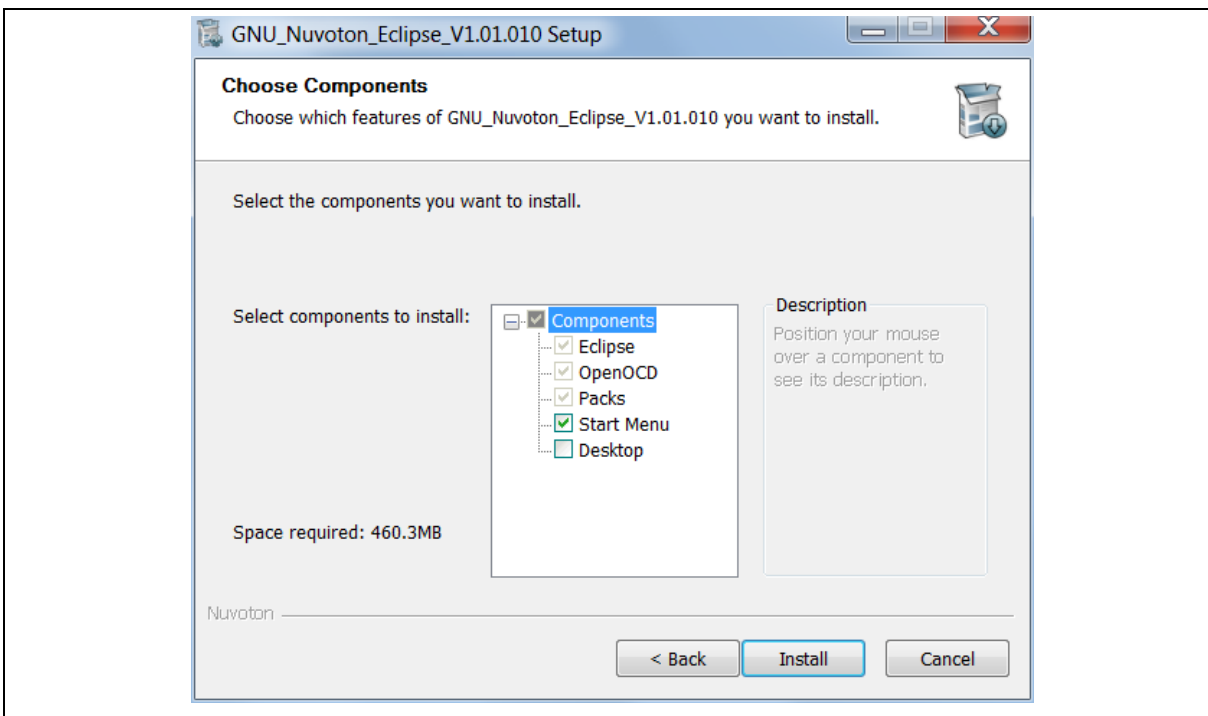 GNU_Nuvoton_Eclipse_V1.01.010 Setup
Choose Components
Choose which features of GNU_Nuvoton_Eclipse_V1.01.010 you want to install.
Select the components you want to install.
Select components to install:
Components
Eclipse
OpenOCD
Packs
Start Menu
Desktop
Description
Position your mouse
over a component to
see its description.
Space required: 460.3MB
Nuvoton
< Back
Install
Cancel